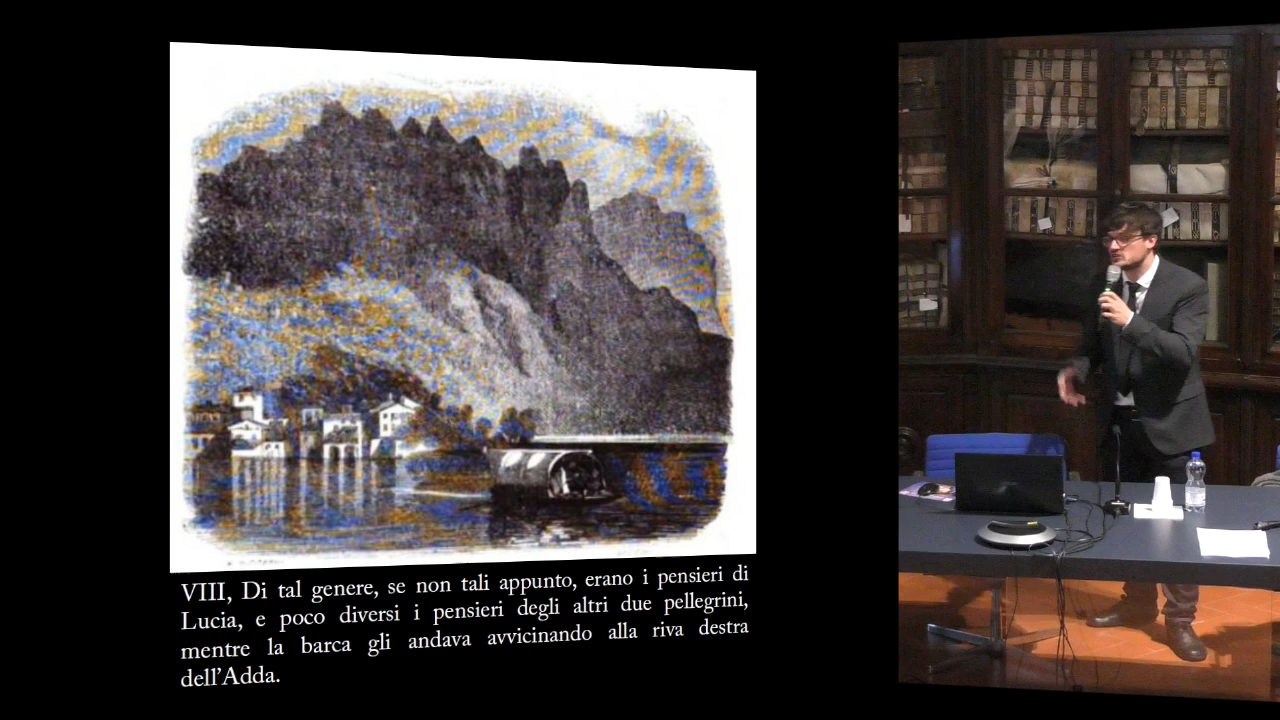 VIII, Di tal genere, se non tali appunto, erano i pensieri di
Lucia, e poco diversi i pensieri degli altri due pellegrini,
mentre la barca gli andava avvicinando alla riva destra
dell’Adda.